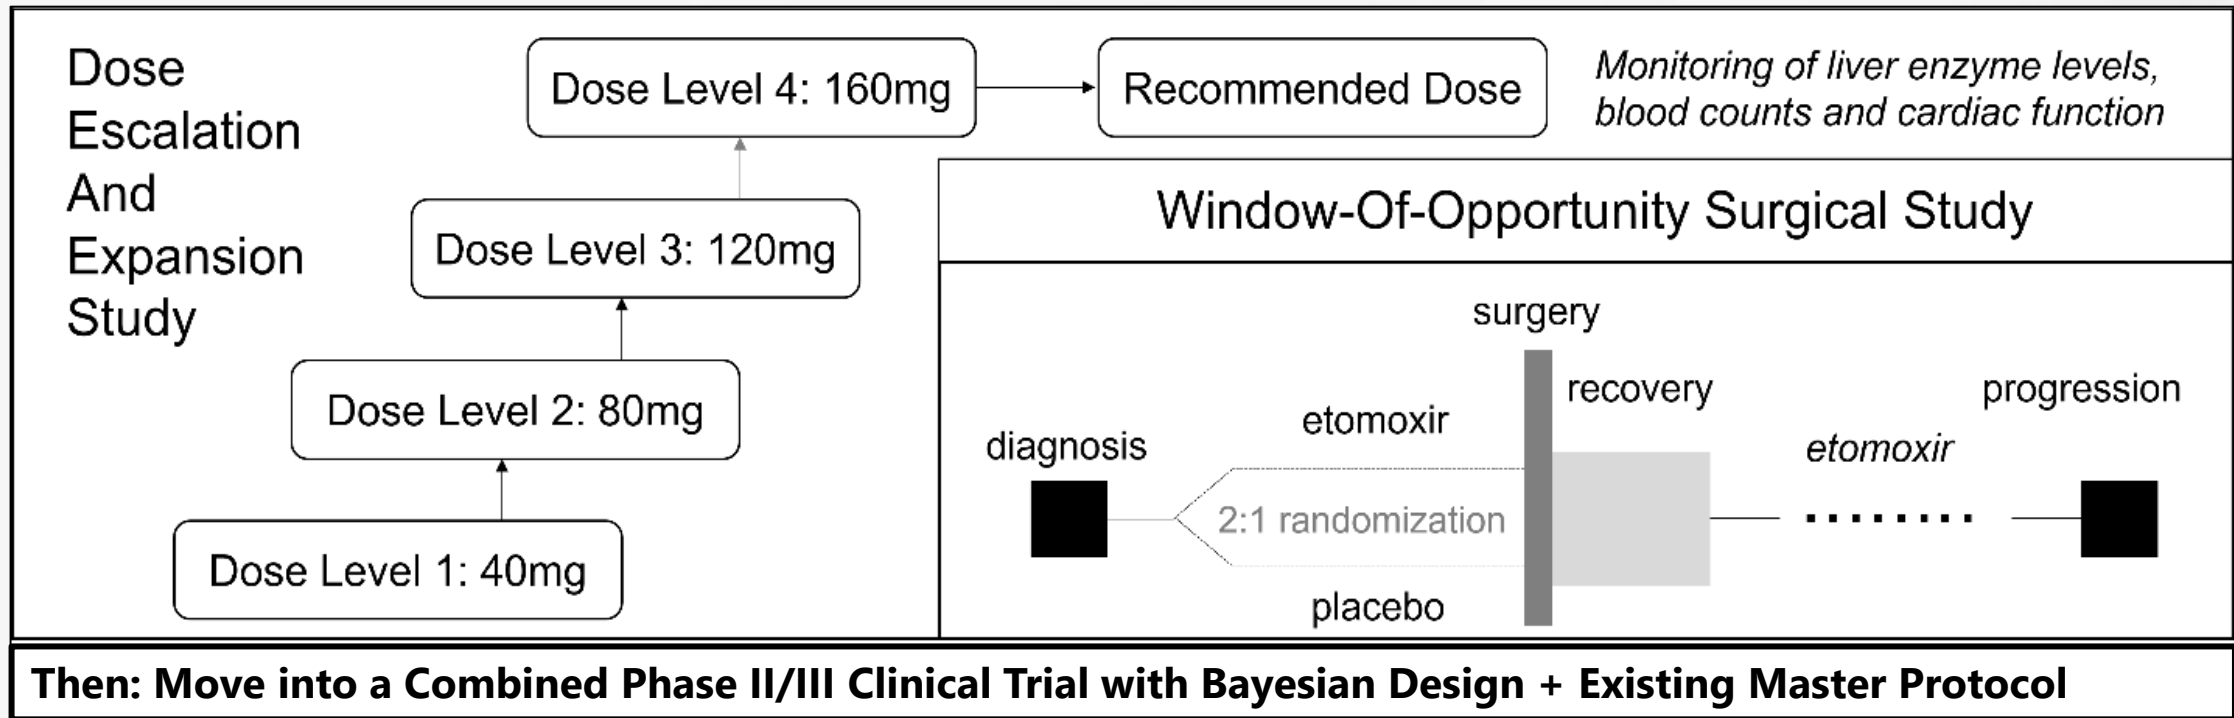 Dose
Escalation
And
Expansion
Study
Dose Level 4: 160mg
Recommended Dose
Monitoring of liver enzyme levels,
blood counts and cardiac function
Dose Level 3: 120mg
Dose Level 2: 80mg
Dose Level 1: 40mg
Window-Of-Opportunity Surgical Study
surgery
recovery
progression
etomoxir
diagnosis
etomoxir
2:1 randomization
placebo
Then: Move into a Combined Phase II/III Clinical Trial with Bayesian Design + Existing Master Protocol